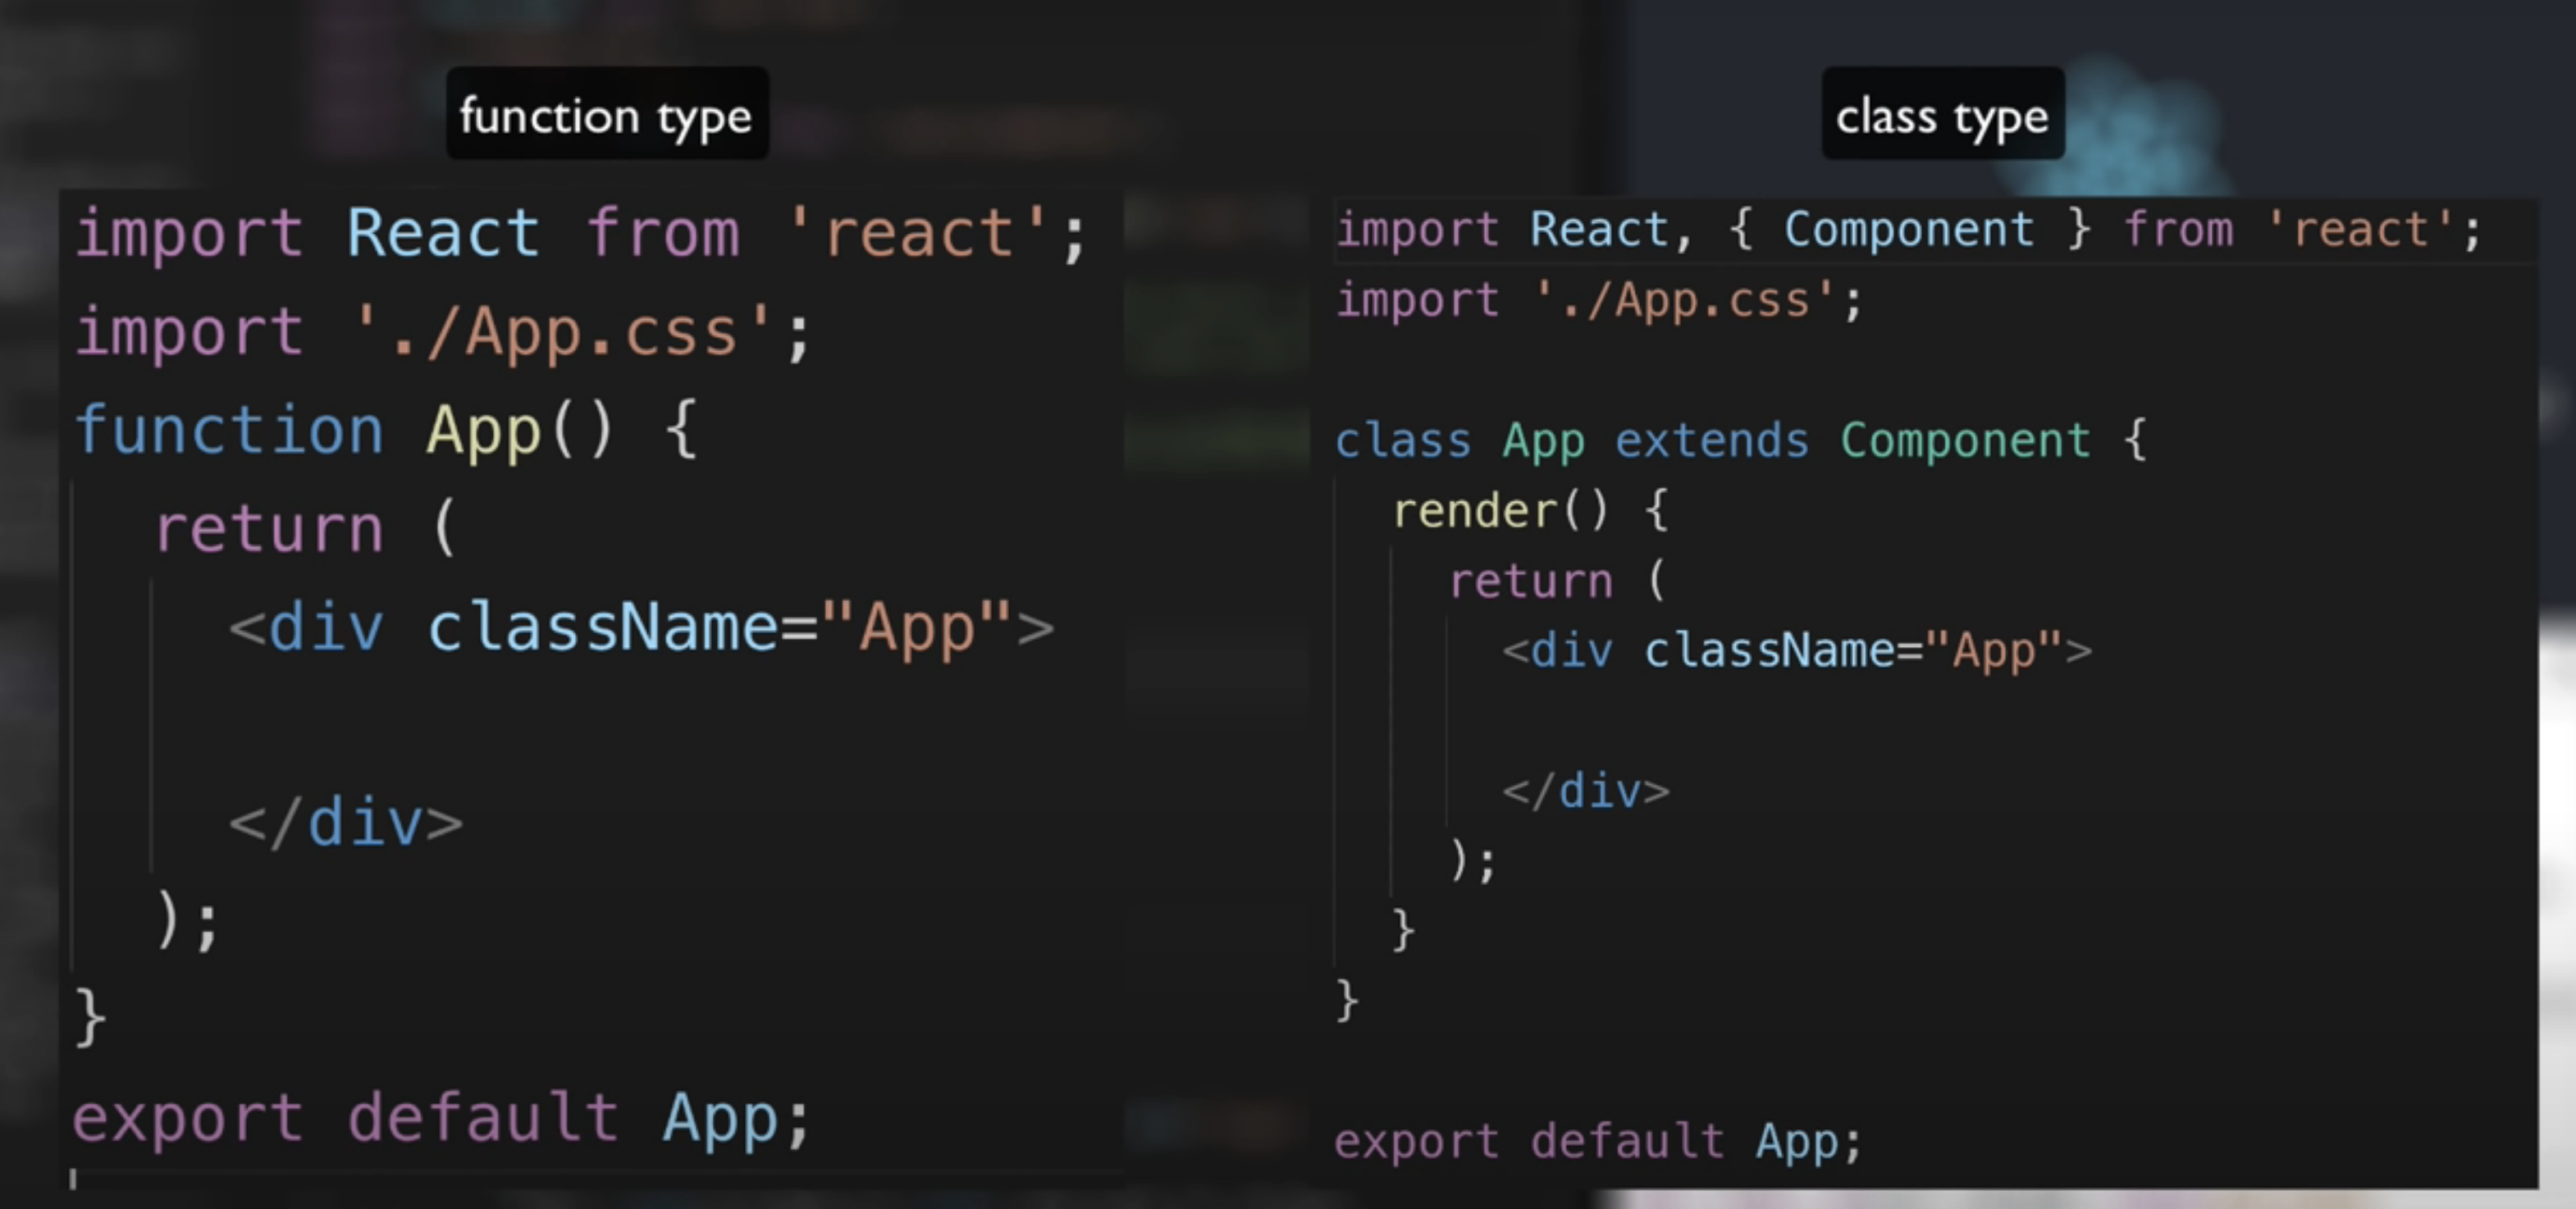 function type
import React from 'react';
import './App.css';
function App() {
return (
<div className="App">
</div>
);
}
export default App;
class type
import React, { Component } from 'react';
import './App.css';
class App extends Component {
render() {
return (
<div className="App">
</div>
);
}
}
export default App;